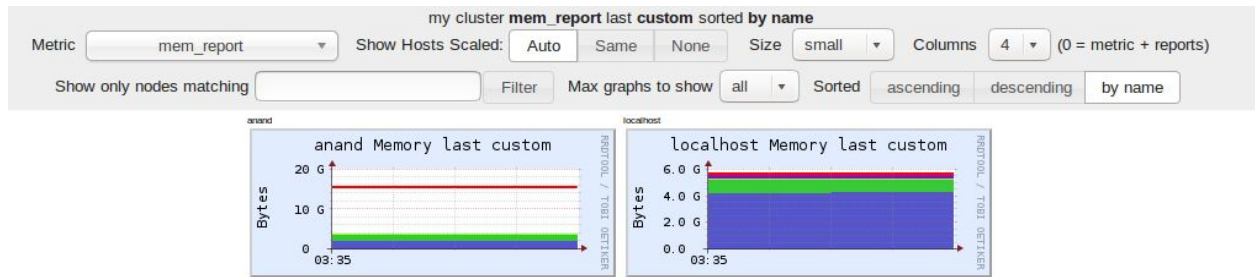 my cluster mem_report last custom sorted by name
Metric mem_report Show Hosts Scaled: Auto Same None Size small Columns 4 (0 = metric + reports)
Show only nodes matching Filter Max graphs to show all Sorted ascending descending by name
anand
anand Memory last custom
20 G
10 G
0
Bytes
03:35
RRDTOOL / TOBI OETIKER
localhost
localhost Memory last custom
6.0 G
4.0 G
2.0 G
0.0
Bytes
03:35
RRDTOOL / TOBI OETIKER